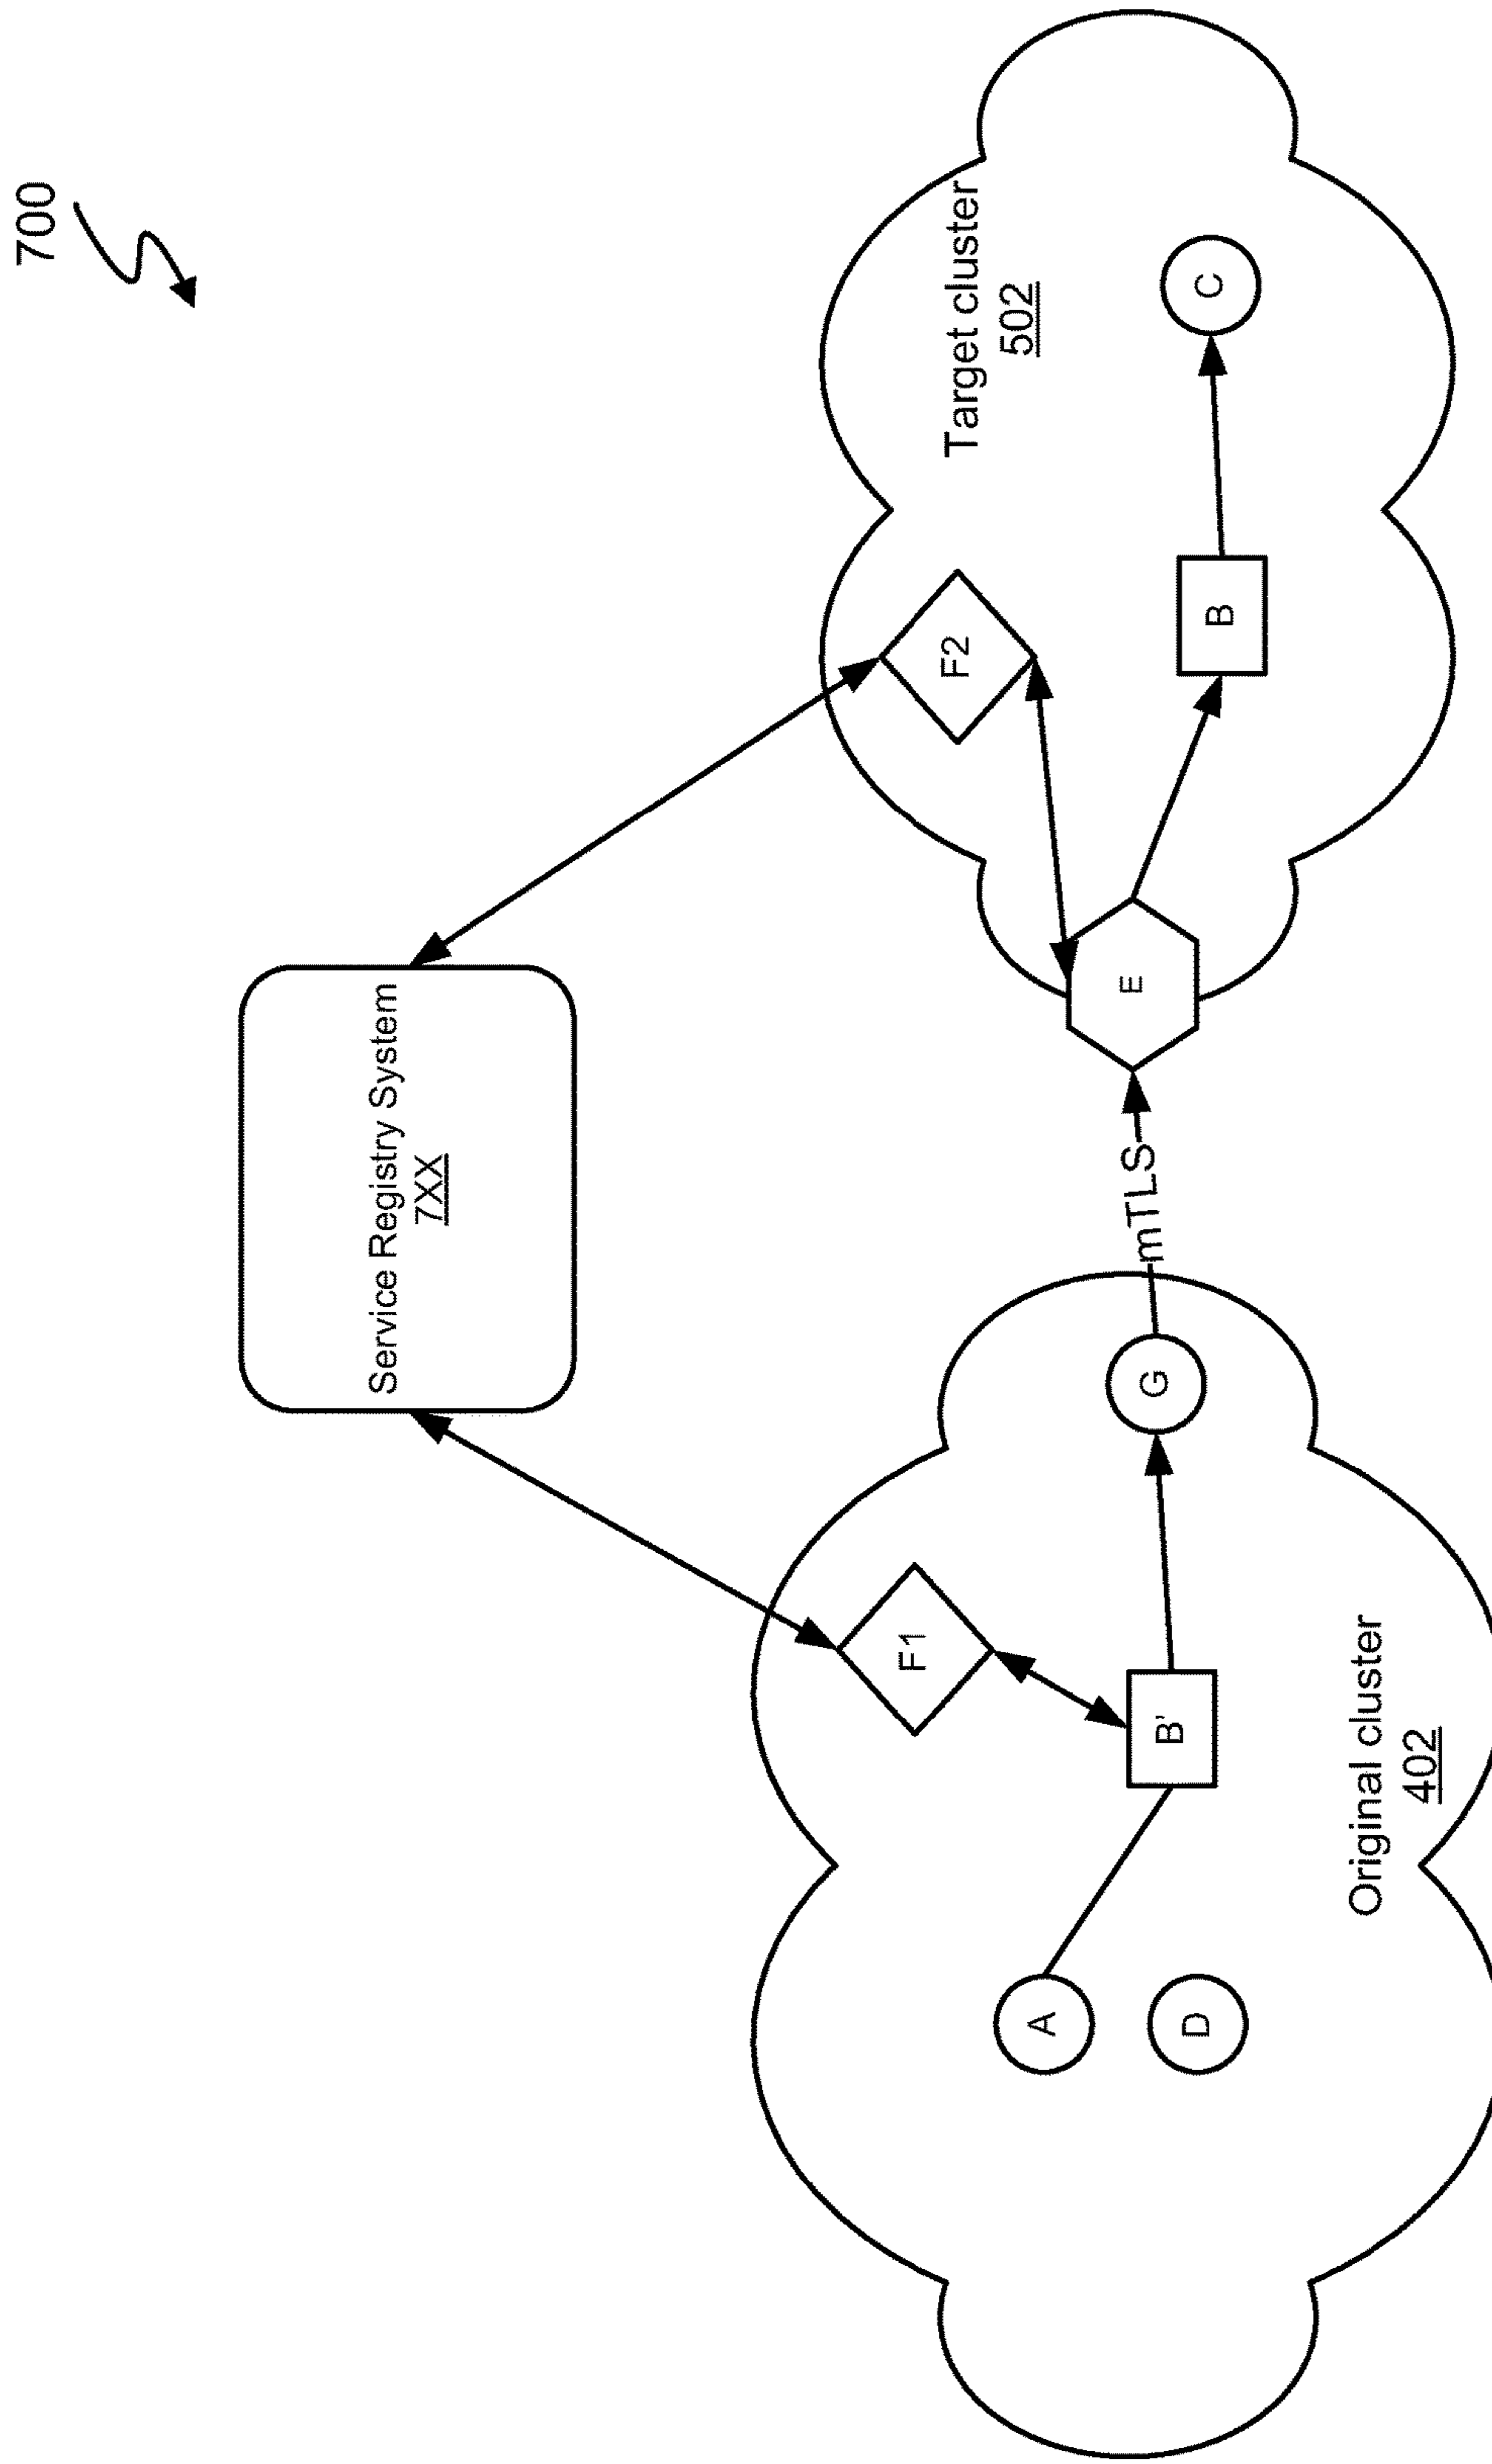 700
Service Registry System
7XX
F1
F2
Target cluster
502
A
D
B'
G
mTLS
E
B
C
Original cluster
402